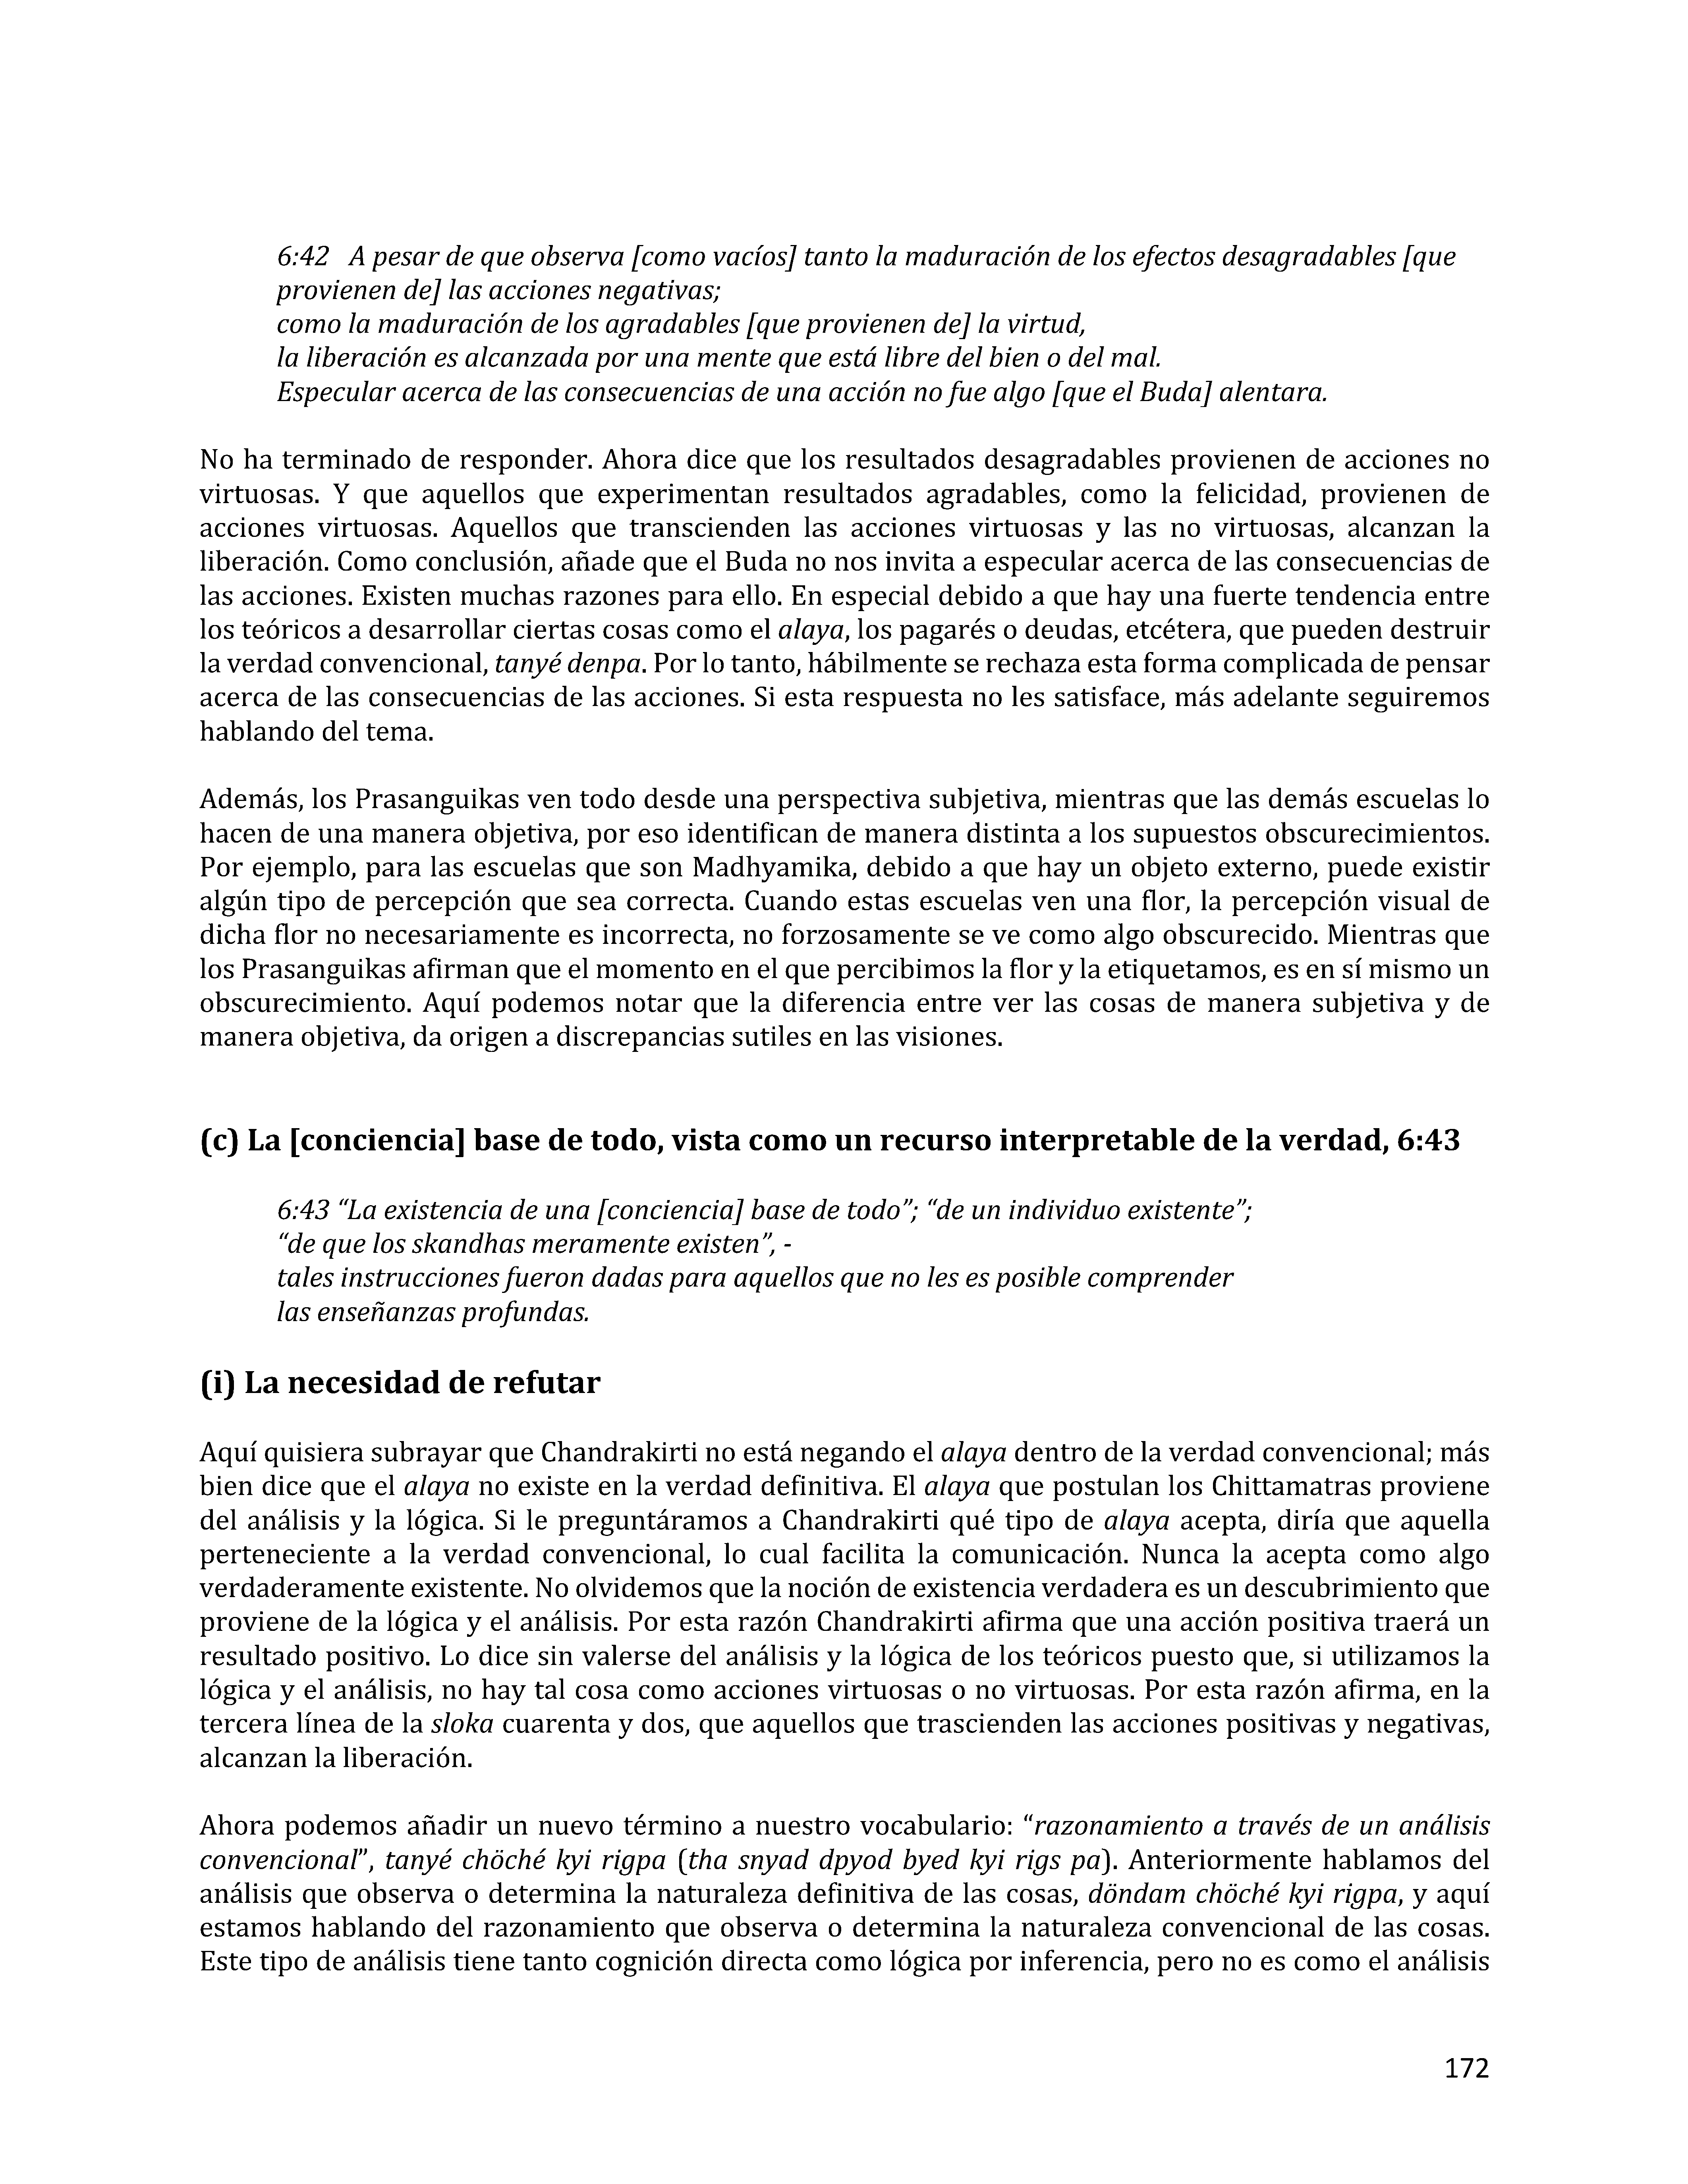 6:42   A pesar de que observa [como vacíos] tanto la maduración de los efectos desagradables [que
provienen de] las acciones negativas;
como la maduración de los agradables [que provienen de] la virtud,
la liberación es alcanzada por una mente que está libre del bien o del mal.
Especular acerca de las consecuencias de una acción no fue algo [que el Buda] alentara.
No ha terminado de responder. Ahora dice que los resultados desagradables provienen de acciones no
virtuosas. Y que aquellos que experimentan resultados agradables, como la felicidad, provienen de
acciones virtuosas. Aquellos que transcienden las acciones virtuosas y las no virtuosas, alcanzan la
liberación. Como conclusión, añade que el Buda no nos invita a especular acerca de las consecuencias de
las acciones. Existen muchas razones para ello. En especial debido a que hay una fuerte tendencia entre
los teóricos a desarrollar ciertas cosas como el alaya, los pagarés o deudas, etcétera, que pueden destruir
la verdad convencional, tanyé denpa. Por lo tanto, hábilmente se rechaza esta forma complicada de pensar
acerca de las consecuencias de las acciones. Si esta respuesta no les satisface, más adelante seguiremos
hablando del tema.
Además, los Prasanguikas ven todo desde una perspectiva subjetiva, mientras que las demás escuelas lo
hacen de una manera objetiva, por eso identifican de manera distinta a los supuestos obscurecimientos.
Por ejemplo, para las escuelas que son Madhyamika, debido a que hay un objeto externo, puede existir
algún tipo de percepción que sea correcta. Cuando estas escuelas ven una flor, la percepción visual de
dicha flor no necesariamente es incorrecta, no forzosamente se ve como algo obscurecido. Mientras que
los Prasanguikas afirman que el momento en el que percibimos la flor y la etiquetamos, es en sí mismo un
obscurecimiento. Aquí podemos notar que la diferencia entre ver las cosas de manera subjetiva y de
manera objetiva, da origen a discrepancias sutiles en las visiones.
(c) La [conciencia] base de todo, vista como un recurso interpretable de la verdad, 6:43
6:43 “La existencia de una [conciencia] base de todo”; “de un individuo existente”;
“de que los skandhas meramente existen”, -
tales instrucciones fueron dadas para aquellos que no les es posible comprender
las enseñanzas profundas.
(i) La necesidad de refutar
Aquí quisiera subrayar que Chandrakirti no está negando el alaya dentro de la verdad convencional; más
bien dice que el alaya no existe en la verdad definitiva. El alaya que postulan los Chittamatras proviene
del análisis y la lógica. Si le preguntáramos a Chandrakirti qué tipo de alaya acepta, diría que aquella
perteneciente a la verdad convencional, lo cual facilita la comunicación. Nunca la acepta como algo
verdaderamente existente. No olvidemos que la noción de existencia verdadera es un descubrimiento que
proviene de la lógica y el análisis. Por esta razón Chandrakirti afirma que una acción positiva traerá un
resultado positivo. Lo dice sin valerse del análisis y la lógica de los teóricos puesto que, si utilizamos la
lógica y el análisis, no hay tal cosa como acciones virtuosas o no virtuosas. Por esta razón afirma, en la
tercera línea de la sloka cuarenta y dos, que aquellos que trascienden las acciones positivas y negativas,
alcanzan la liberación.
Ahora podemos añadir un nuevo término a nuestro vocabulario: “razonamiento a través de un análisis
convencional”, tanyé chöché kyi rigpa (tha snyad dpyod byed kyi rigs pa). Anteriormente hablamos del
análisis que observa o determina la naturaleza definitiva de las cosas, döndam chöché kyi rigpa, y aquí
estamos hablando del razonamiento que observa o determina la naturaleza convencional de las cosas.
Este tipo de análisis tiene tanto cognición directa como lógica por inferencia, pero no es como el análisis
172